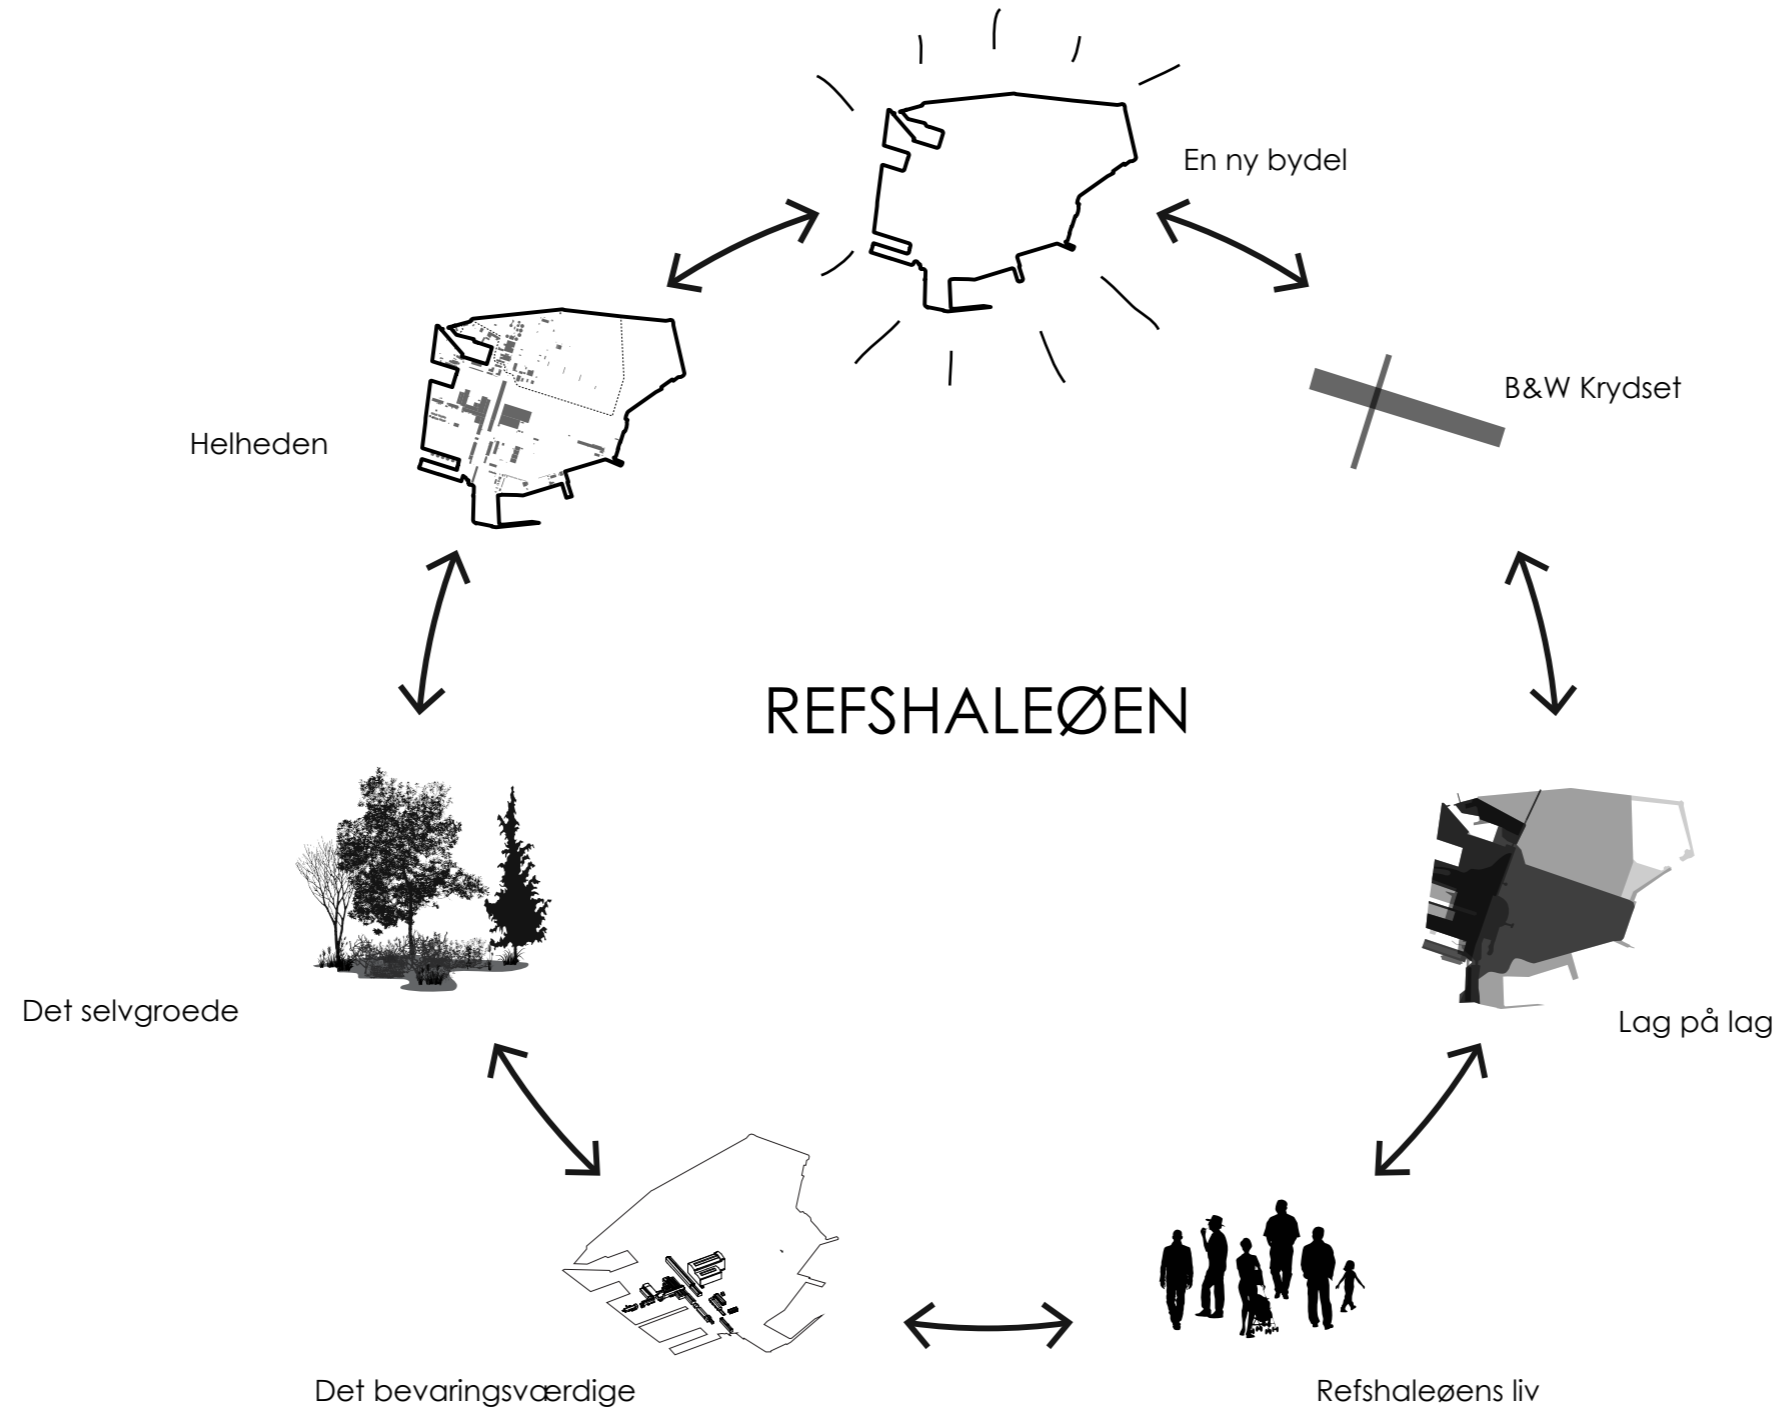 En ny bydel
B&W Krydset
Helheden
REFSHALEØEN
Det selvgroede
Lag på lag
Det bevaringsværdige
Refshaleøens liv